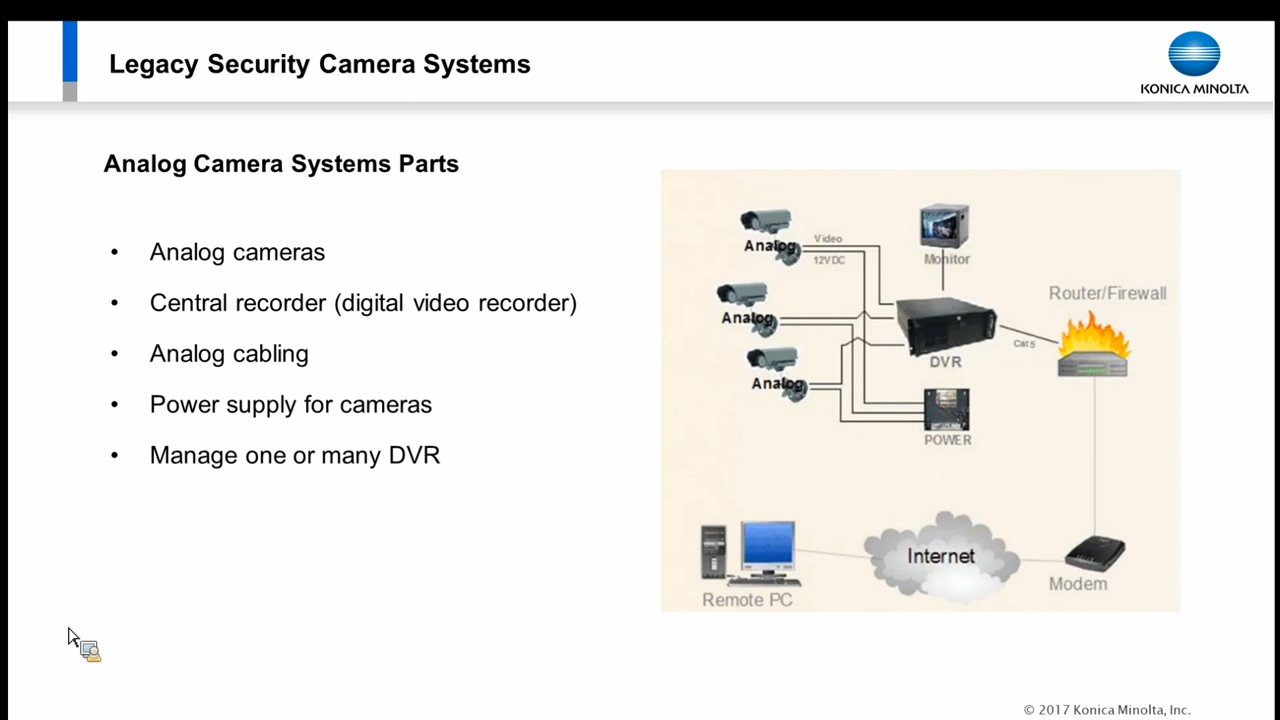 Legacy Security Camera Systems
KONICA MINOLTA
Analog Camera Systems Parts
• Analog cameras
• Central recorder (digital video recorder)
• Analog cabling
• Power supply for cameras
• Manage one or many DVR
Analog
Video
12VDC
Monitor
Analog
Analog
DVR
Cat5
Router/Firewall
POWER
Remote PC
Internet
Modem
© 2017 Konica Minolta, Inc.